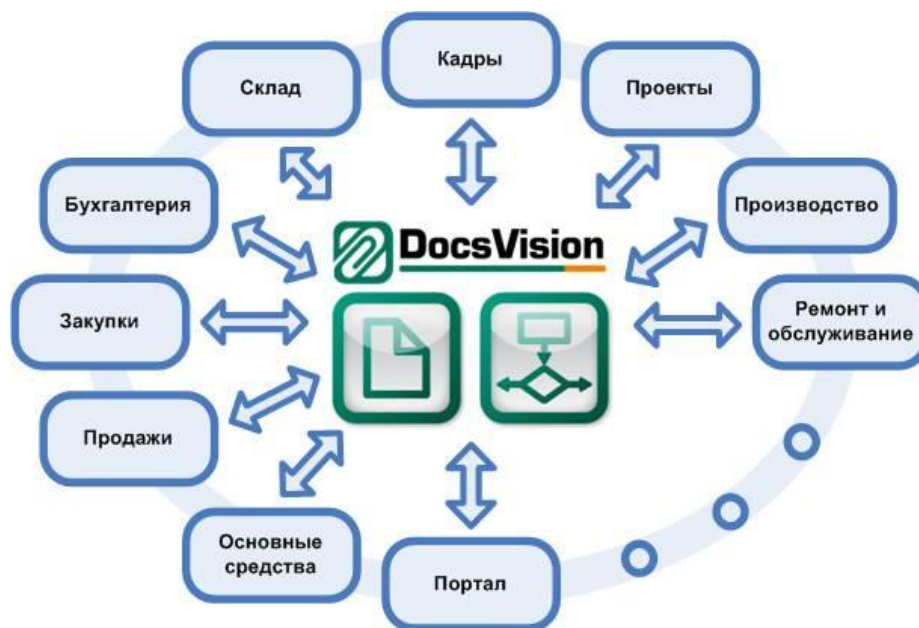 Кадры
Склад
Проекты
Бухгалтерия
Производство
DocsVision
Закупки
Ремонт и
обслуживание
Продажи
Основные
средства
Портал